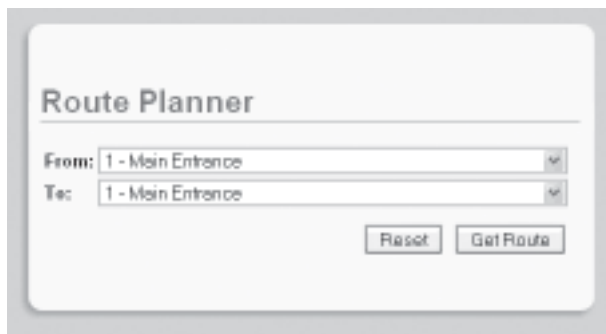 Route Planner
From: 1 - Main Entrance
To: 1 - Main Entrance
Reset Get Route